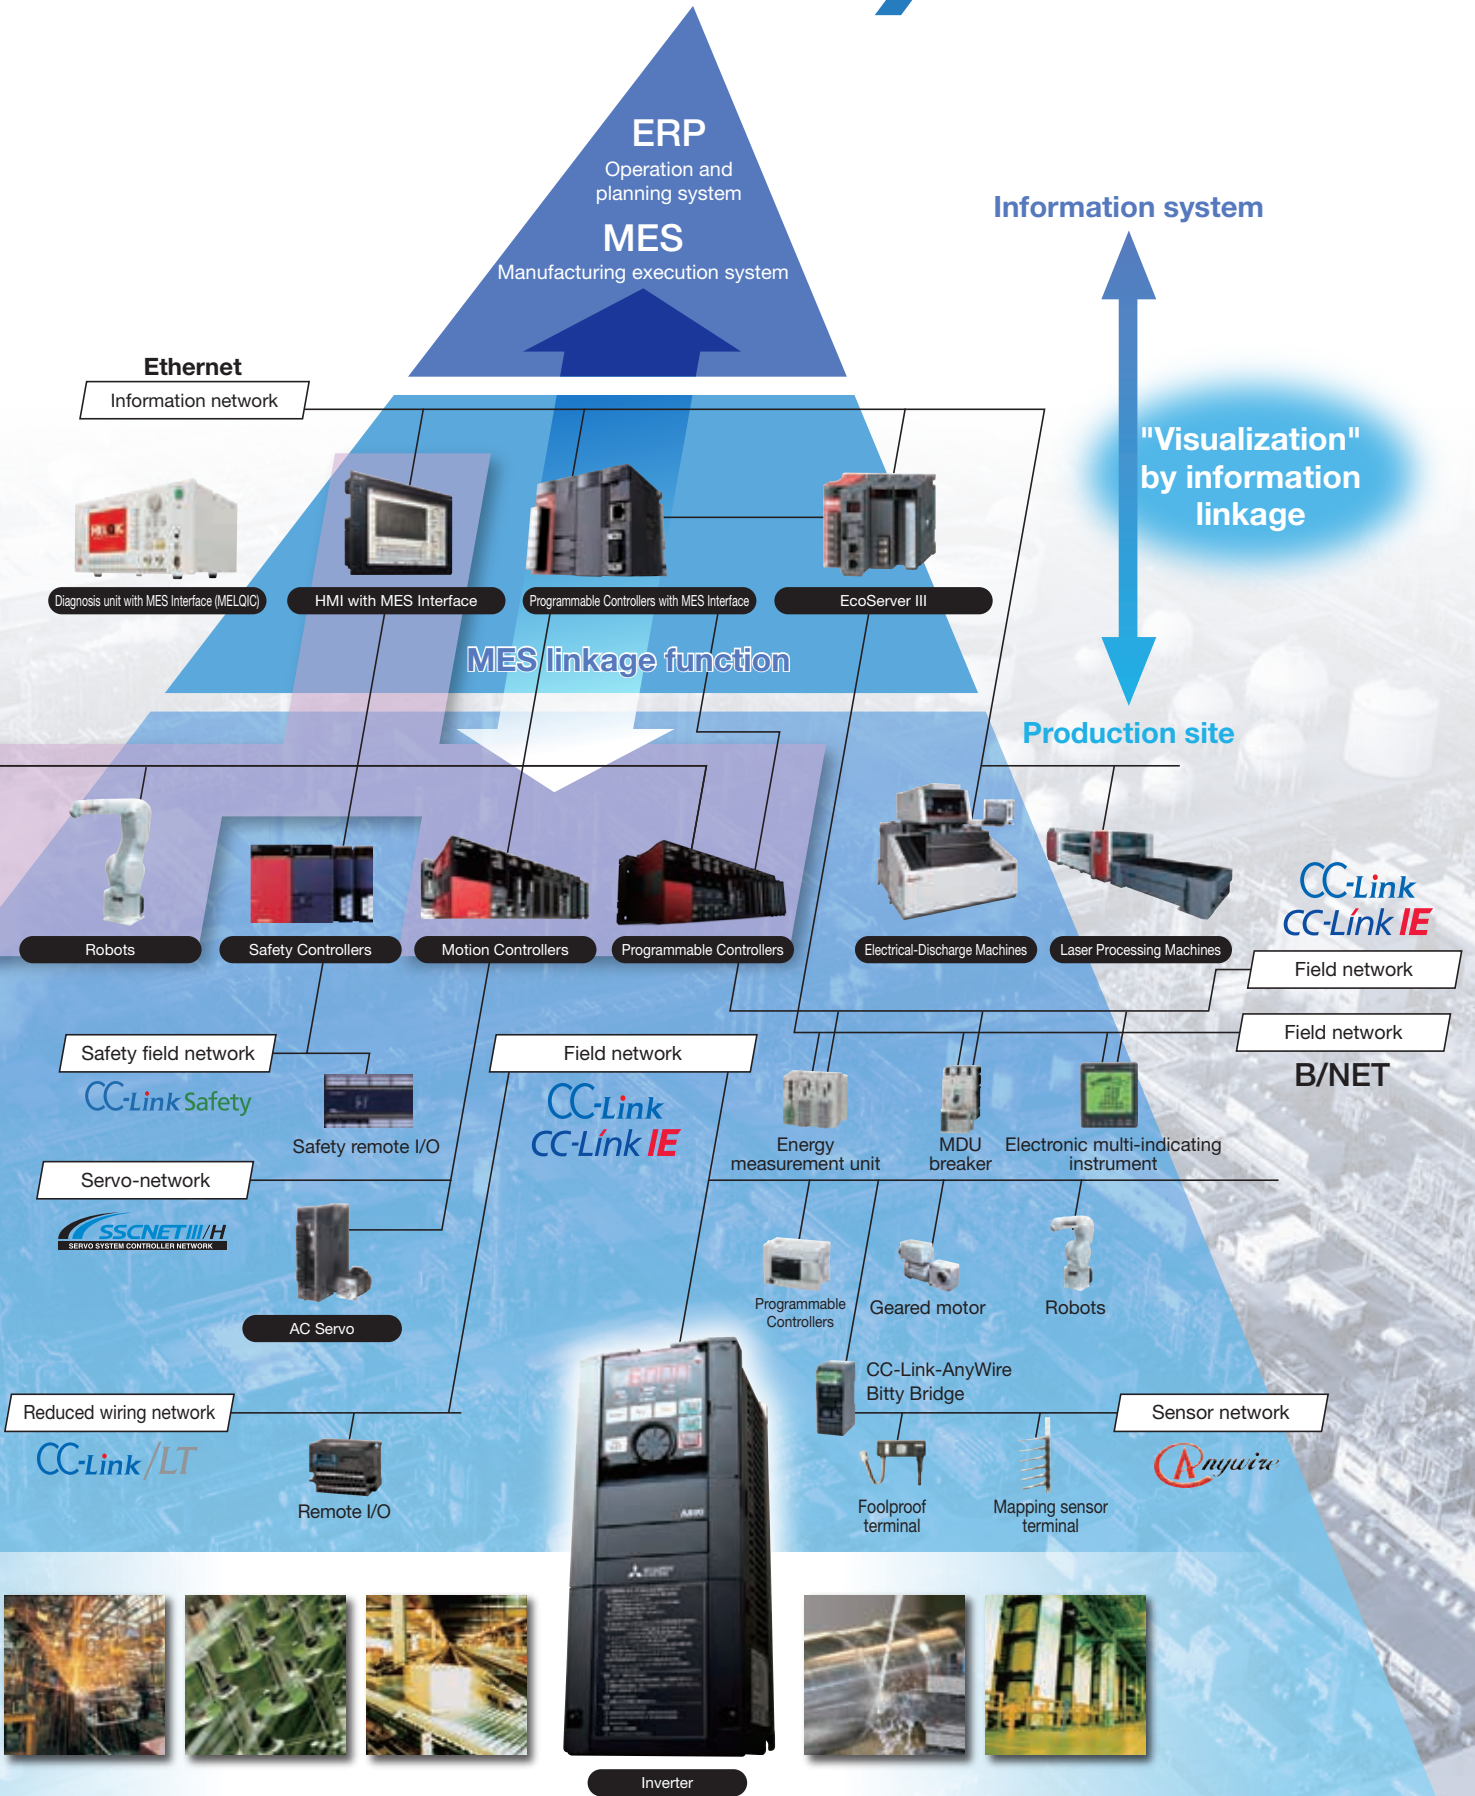 ERP
Operation and
planning system
MES
Manufacturing execution system
Information system
"Visualization"
by information
linkage
Production site
Ethernet
Information network
Diagnosis unit with MES Interface (MELQIC)
HMI with MES Interface
Programmable Controllers with MES Interface
EcoServer III
MES linkage function
Robots
Safety Controllers
Motion Controllers
Programmable Controllers
Electrical-Discharge Machines
Laser Processing Machines
CC-Link
CC-Link IE
Field network
Field network
B/NET
Safety field network
CC-Link Safety
Safety remote I/O
Field network
CC-Link
CC-Link IE
Energy
measurement unit
MDU
breaker
Electronic multi-indicating
instrument
Servo-network
SSCNET III/H
SERVO SYSTEM CONTROLLER NETWORK
AC Servo
Programmable
Controllers
Geared motor
Robots
CC-Link-AnyWire
Bitty Bridge
Reduced wiring network
CC-Link/LT
Remote I/O
Sensor network
Anywire
Foolproof
terminal
Mapping sensor
terminal
A800
Inverter